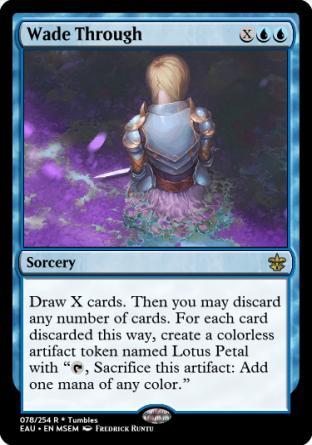 Wade Through X
Sorcery
Draw X cards. Then you may discard
any number of cards. For each card
discarded this way, create a colorless
artifact token named Lotus Petal
with “, Sacrifice this artifact: Add
one mana of any color.”
078/254 R * Tumbles
EAU • EN MSEM Fredrick Runtu